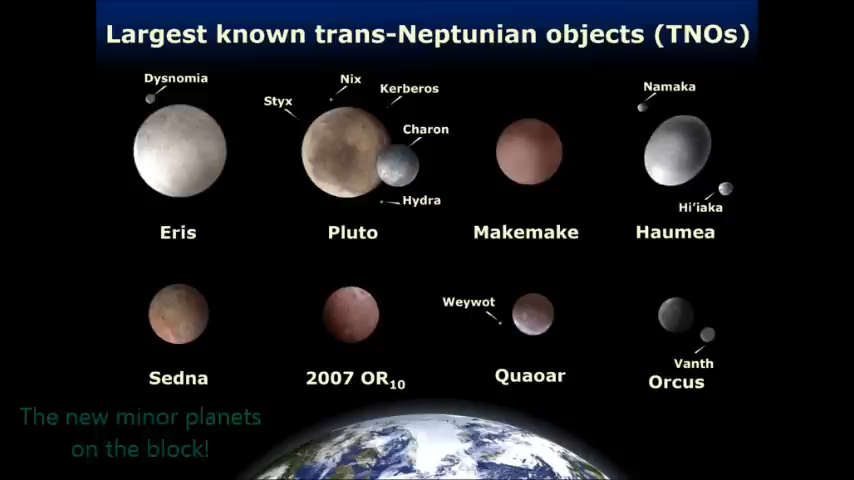 Largest known trans-Neptunian objects (TNOs)
Dysnomia
Nix
Kerberos
Styx
Charon
Hydra
Namaka
Hi'iaka
Eris
Pluto
Makemake
Haumea
Weywot
Vanth
Sedna
2007 OR10
Quaoar
Orcus
The new minor planets
on the block!